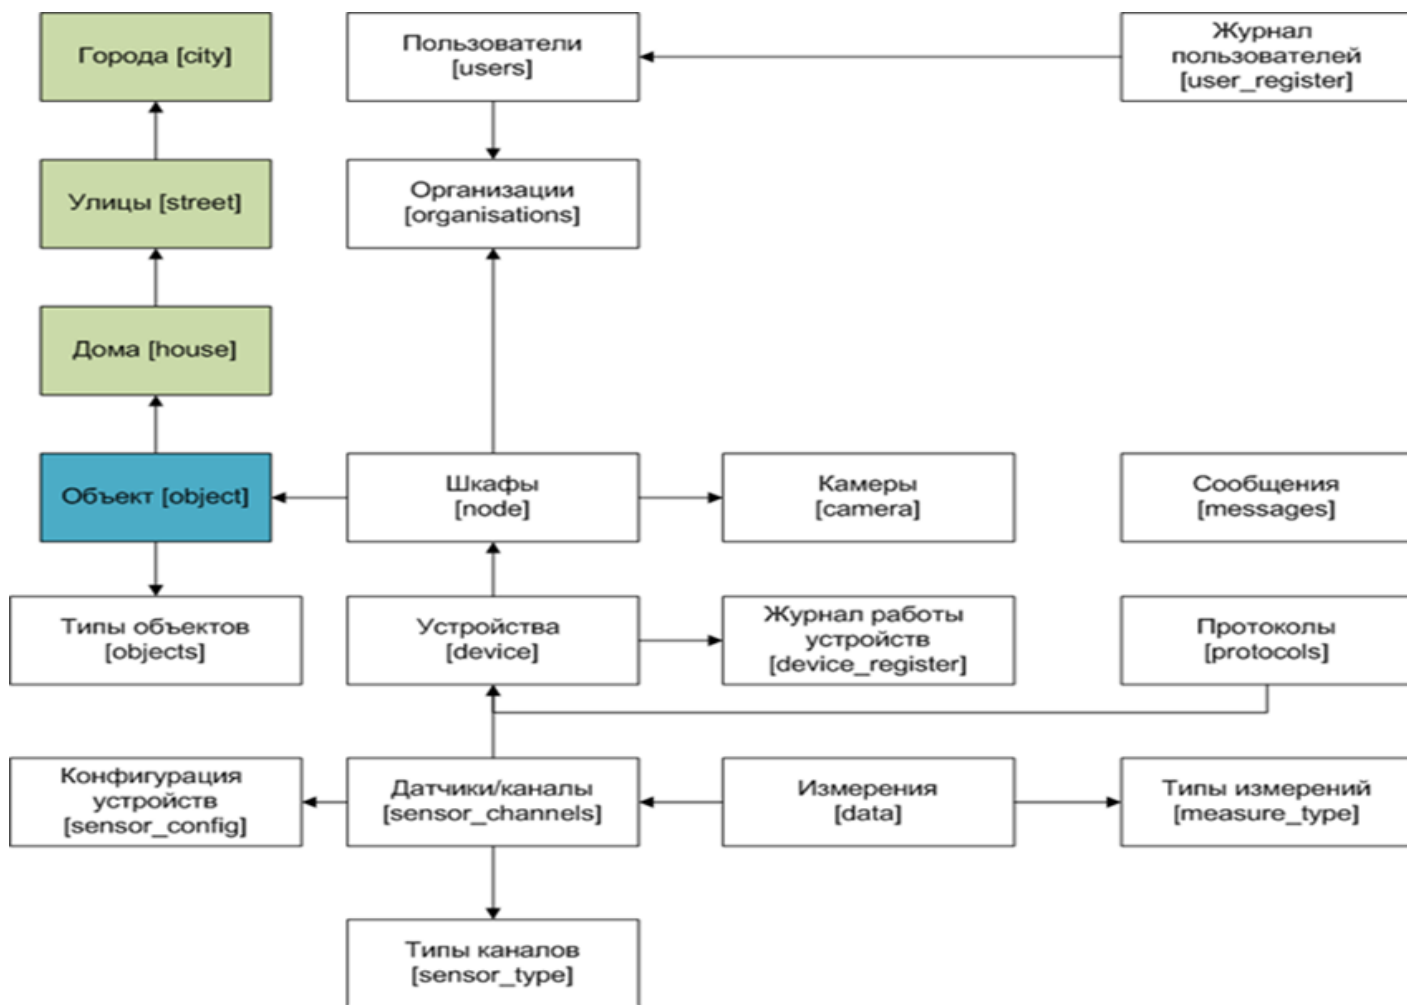 Города [city]
Пользователи
[users]
Журнал
пользователей
[user_register]
Улицы [street]
Организации
[organisations]
Дома [house]
Объект [object]
Шкафы
[node]
Камеры
[camera]
Сообщения
[messages]
Типы объектов
[objects]
Устройства
[device]
Журнал работы
устройств
[device_register]
Протоколы
[protocols]
Конфигурация
устройств
[sensor_config]
Датчики/каналы
[sensor_channels]
Измерения
[data]
Типы измерений
[measure_type]
Типы каналов
[sensor_type]